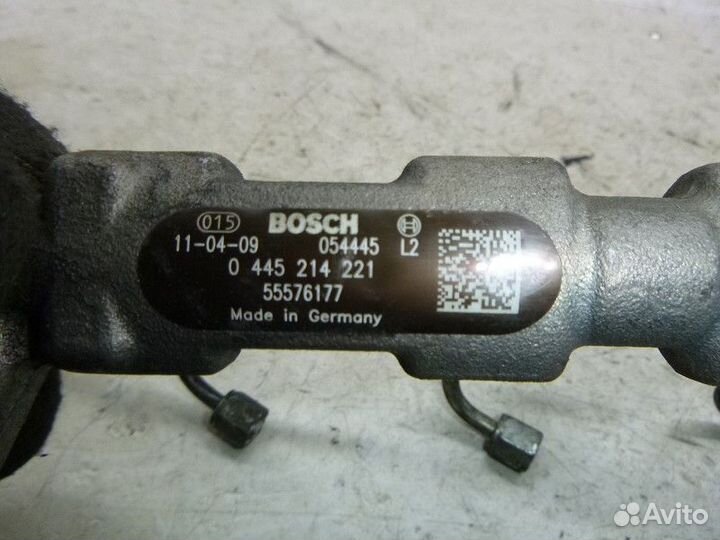 015 BOSCH
11-04-09 054445 L2
0 445 214 221
55576177
Made in Germany
Avito